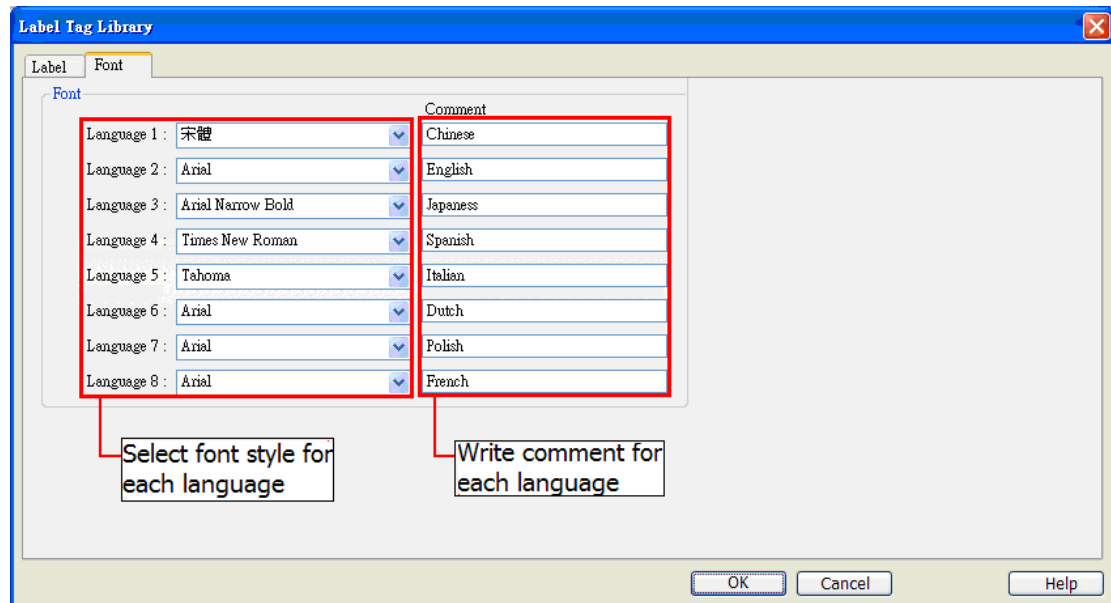 Label Tag Library
Label Font
Font
Comment
Language 1 : 宋體 Chinese
Language 2 : Arial English
Language 3 : Arial Narrow Bold Japaness
Language 4 : Times New Roman Spanish
Language 5 : Tahoma Italian
Language 6 : Arial Dutch
Language 7 : Arial Polish
Language 8 : Arial French
Select font style for
each language
Write comment for
each language
OK Cancel Help